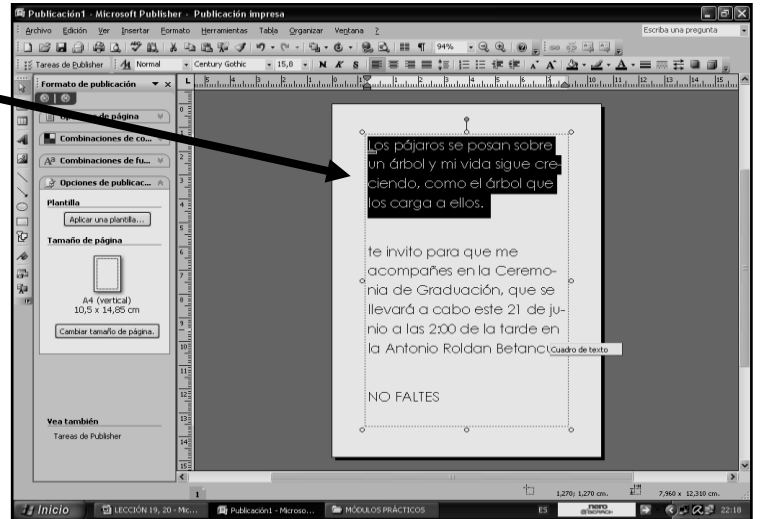 Publicación1 - Microsoft Publisher - Publicación impresa
Archivo Edición Ver Insertar Formato Herramientas Tabla Organizar Ventana ? Escriba una pregunta
94%
Tareas de Publisher Normal Century Gothic 15,8 N K S
Formato de publicación
Opciones de página
Combinaciones de co...
Combinaciones de fu...
Opciones de publicac...
Plantilla
Aplicar una plantilla...
Tamaño de página
A4 (vertical)
10,5 x 14,85 cm
Cambiar tamaño de página.
Vea también
Tareas de Publisher
Los pájaros se posan sobre
un árbol y mi vida sigue cre-
ciendo, como el árbol que
los carga a ellos.
te invito para que me
acompañes en la Ceremo-
nia de Graduación, que se
llevará a cabo este 21 de ju-
nio a las 2:00 de la tarde en
la Antonio Roldan Betancu
Cuadro de texto
NO FALTES
1
1,270; 1,270 cm. 7,960 x 12,310 cm.
Inicio LECCIÓN 19, 20 - Mic... Publicación1 - Microso... MÓDULOS PRÁCTICOS ES nero 22:18